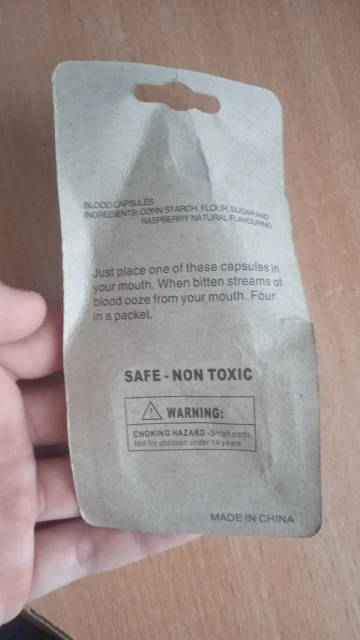 BLOOD CAPSULES
INGREDIENTS: CORN STARCH, FLOUR, SUGAR AND
RASPBERRY NATURAL FLAVOURING.
Just place one of these capsules in
your mouth. When bitten streams of
blood ooze from your mouth. Four
in a packet.
SAFE - NON TOXIC
WARNING:
CHOKING HAZARD -Small parts.
Not for children under 14 years
MADE IN CHINA